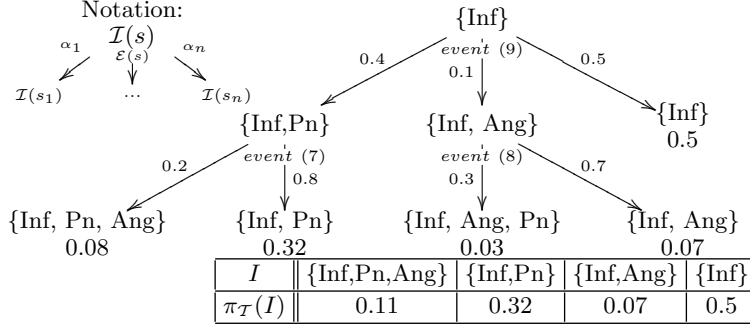 Notation:
𝓘(s)
𝓔(s)
α₁ αₙ
𝓘(s₁) ... 𝓘(sₙ)
{Inf}
event (9)
0.4 0.1 0.5
{Inf,Pn} {Inf, Ang} {Inf}
0.5
event (7) event (8)
0.2 0.8 0.3 0.7
{Inf, Pn, Ang} {Inf, Pn} {Inf, Ang, Pn} {Inf, Ang}
0.08 0.32 0.03 0.07
I {Inf,Pn,Ang} {Inf,Pn} {Inf,Ang} {Inf}
π_𝓣(I) 0.11 0.32 0.07 0.5